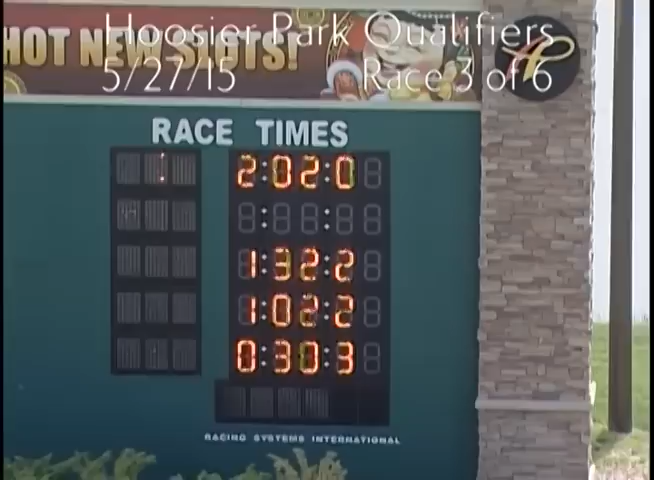 Hoosier Park Qualifiers
5/27/15 Race 3 of 6
HOT NEW SLOTS!
RACE TIMES
2:02:0
1:32:2
1:02:2
0:30:3
RACING SYSTEMS INTERNATIONAL